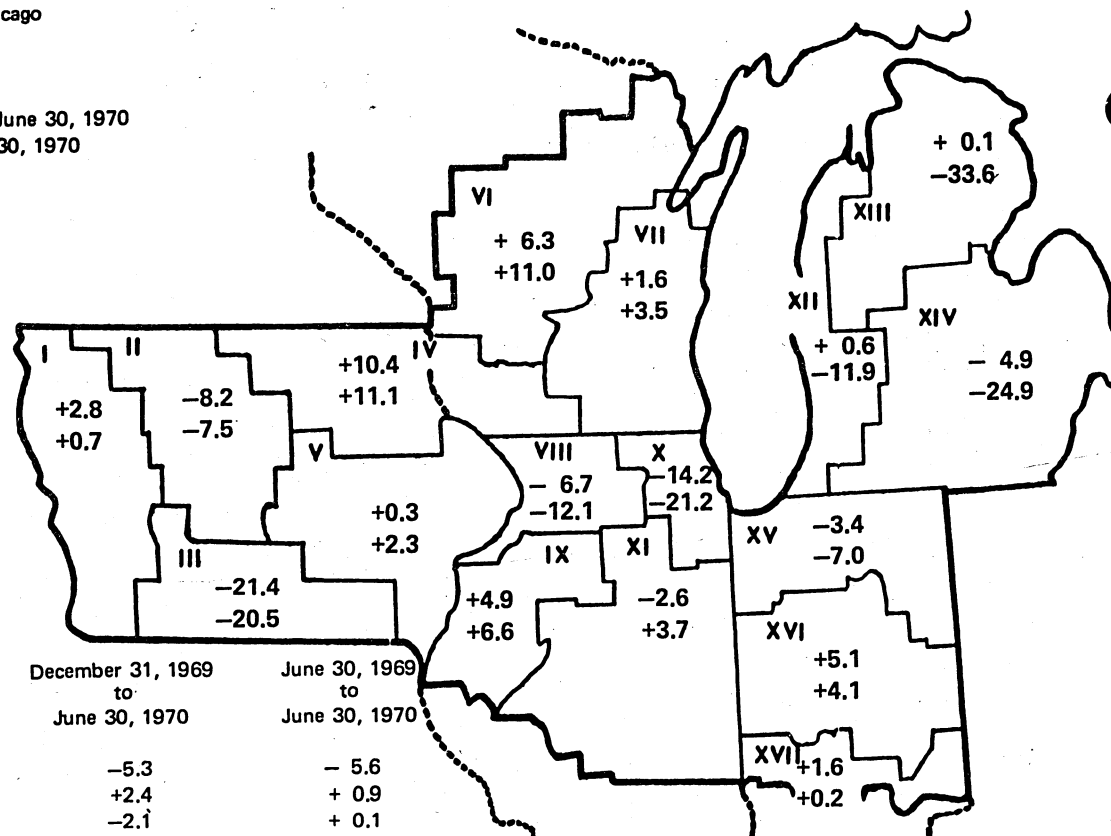 cago
June 30, 1970
30, 1970
+ 0.1
−33.6
XIII
VI
+ 6.3
+11.0
VII
+1.6
+3.5
XII
+ 0.6
−11.9
XIV
− 4.9
−24.9
I
+2.8
+0.7
II
−8.2
−7.5
IV
+10.4
+11.1
V
+0.3
+2.3
III
−21.4
−20.5
VIII
− 6.7
−12.1
X
−14.2
−21.2
IX
+4.9
+6.6
XI
−2.6
+3.7
XV
−3.4
−7.0
XVI
+5.1
+4.1
XVII
+1.6
+0.2
December 31, 1969 June 30, 1969
to to
June 30, 1970 June 30, 1970
−5.3 − 5.6
+2.4 + 0.9
−2.1 + 0.1